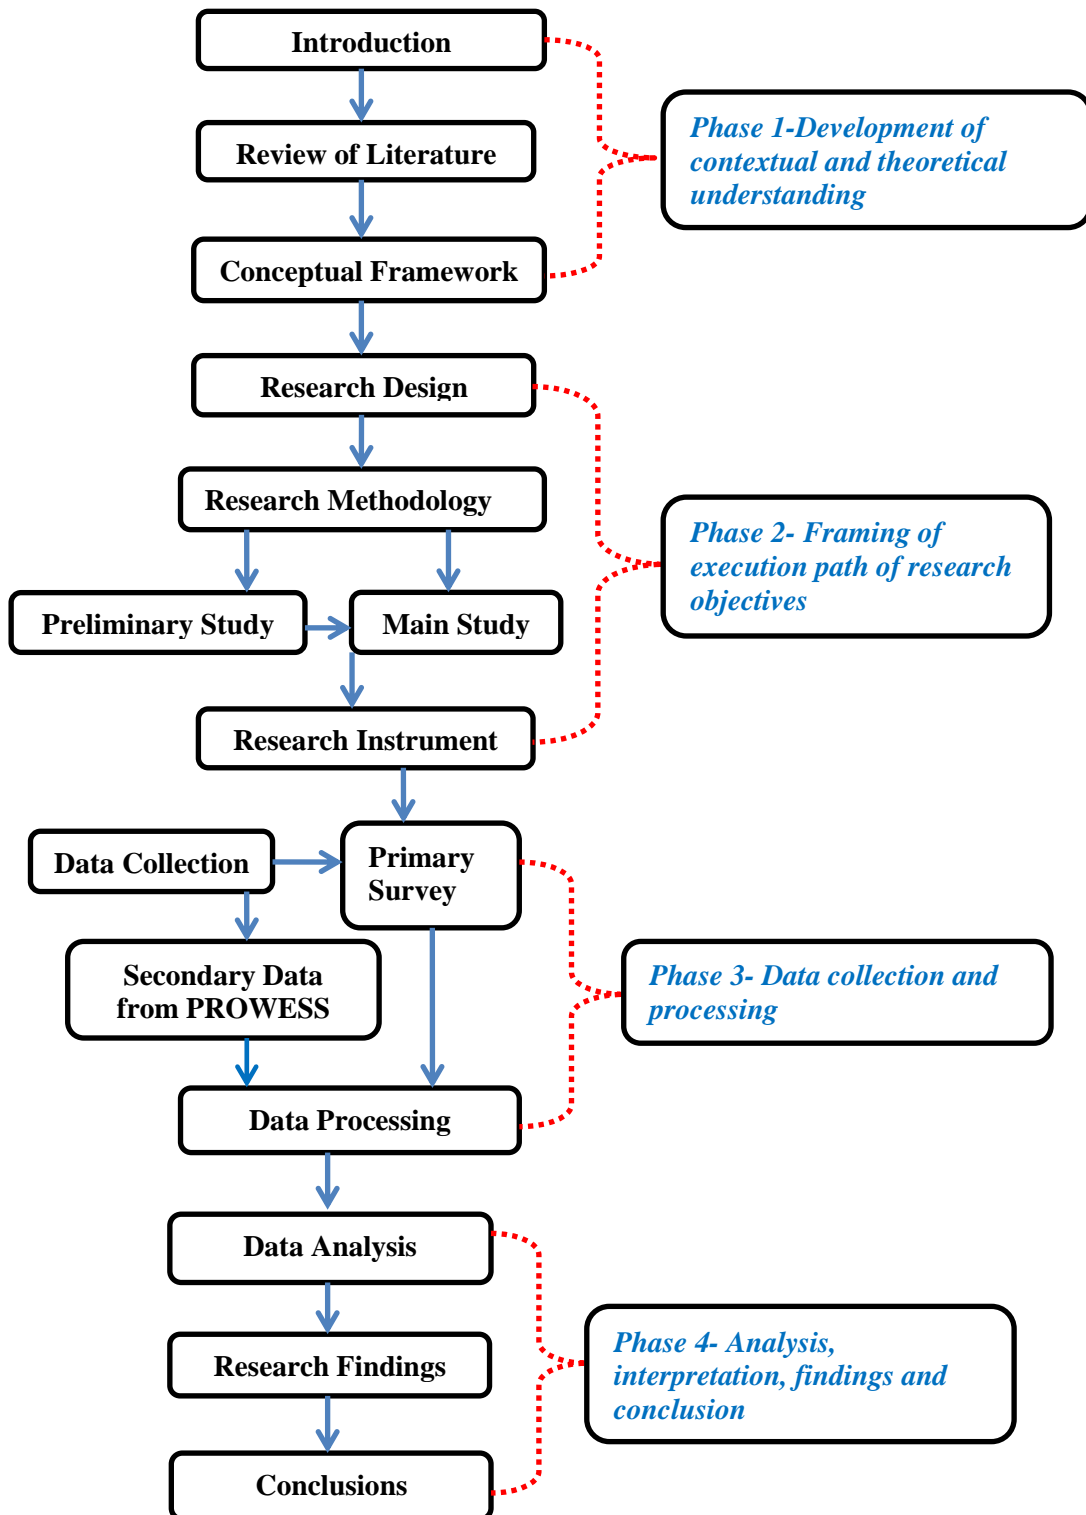 Introduction
Phase 1-Development of
contextual and theoretical
understanding
Review of Literature
Conceptual Framework
Research Design
Research Methodology
Phase 2- Framing of
execution path of research
objectives
Preliminary Study
Main Study
Research Instrument
Data Collection
Primary
Survey
Secondary Data
from PROWESS
Phase 3- Data collection and
processing
Data Processing
Data Analysis
Research Findings
Phase 4- Analysis,
interpretation, findings and
conclusion
Conclusions